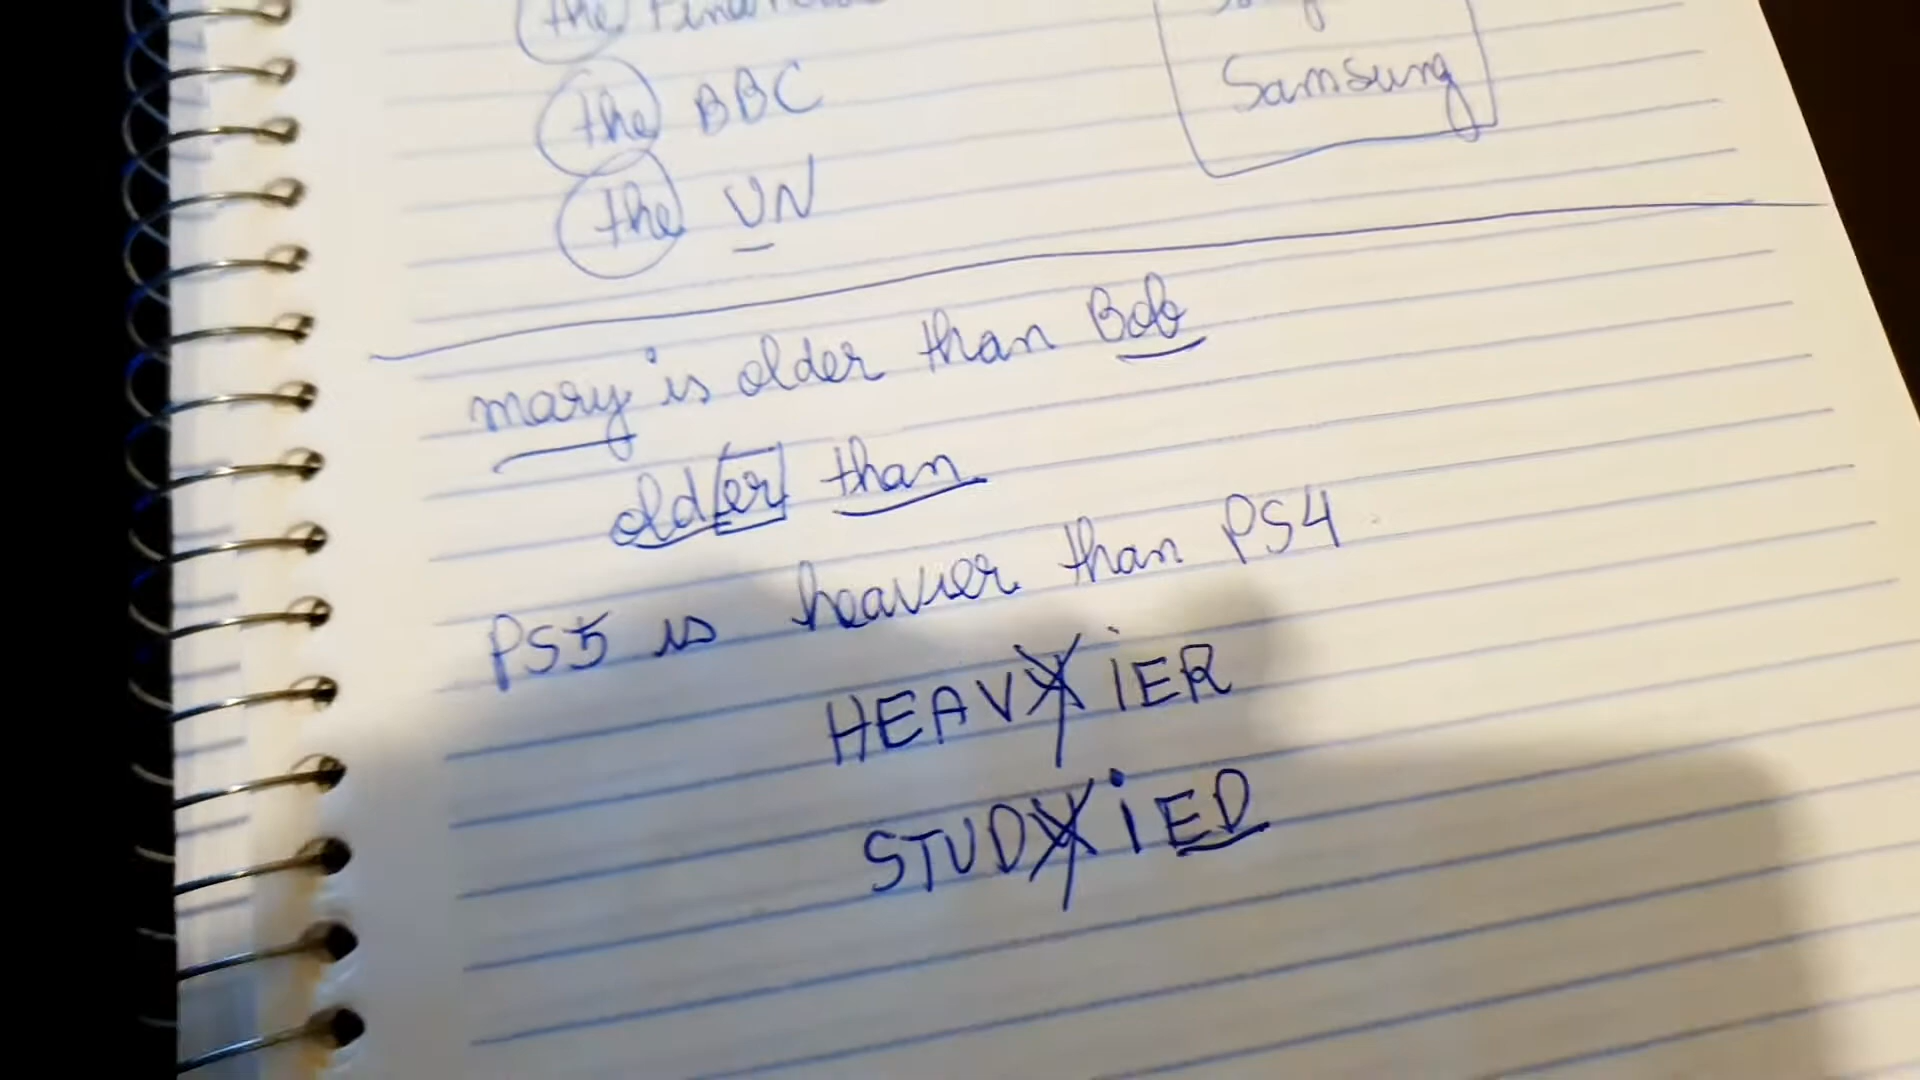 the
the BBC
Samsung
the UN
mary is older than Bob
older than
PS5 is heavier than PS4
HEAVYIER
STUDYIED